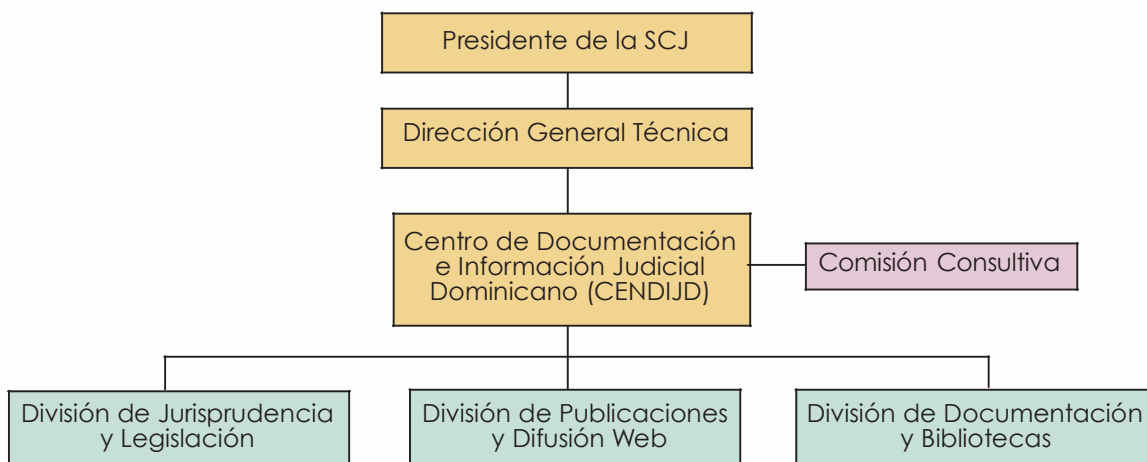 Presidente de la SCJ
Dirección General Técnica
Centro de Documentación
e Información Judicial
Dominicano (CENDIJD)
Comisión Consultiva
División de Jurisprudencia
y Legislación
División de Publicaciones
y Difusión Web
División de Documentación
y Bibliotecas